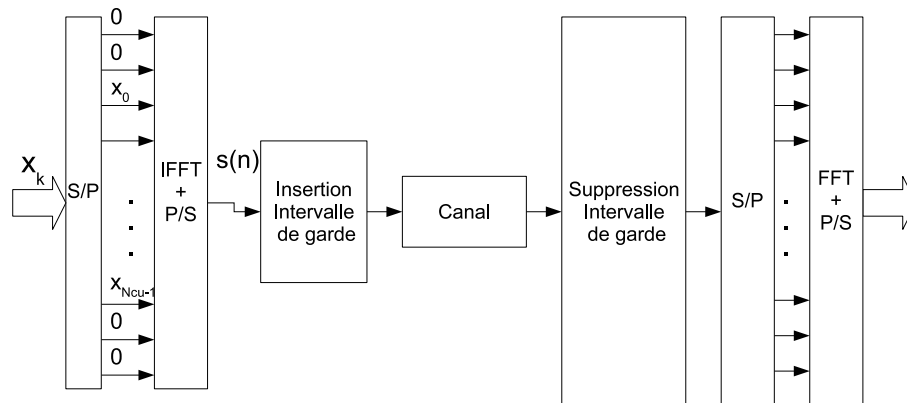 0
0
x_0
X_k
S/P
.
.
.
x_Ncu-1
0
0
IFFT
+
P/S
s(n)
Insertion
Intervalle
de garde
Canal
Suppression
Intervalle
de garde
S/P
.
.
.
FFT
+
P/S